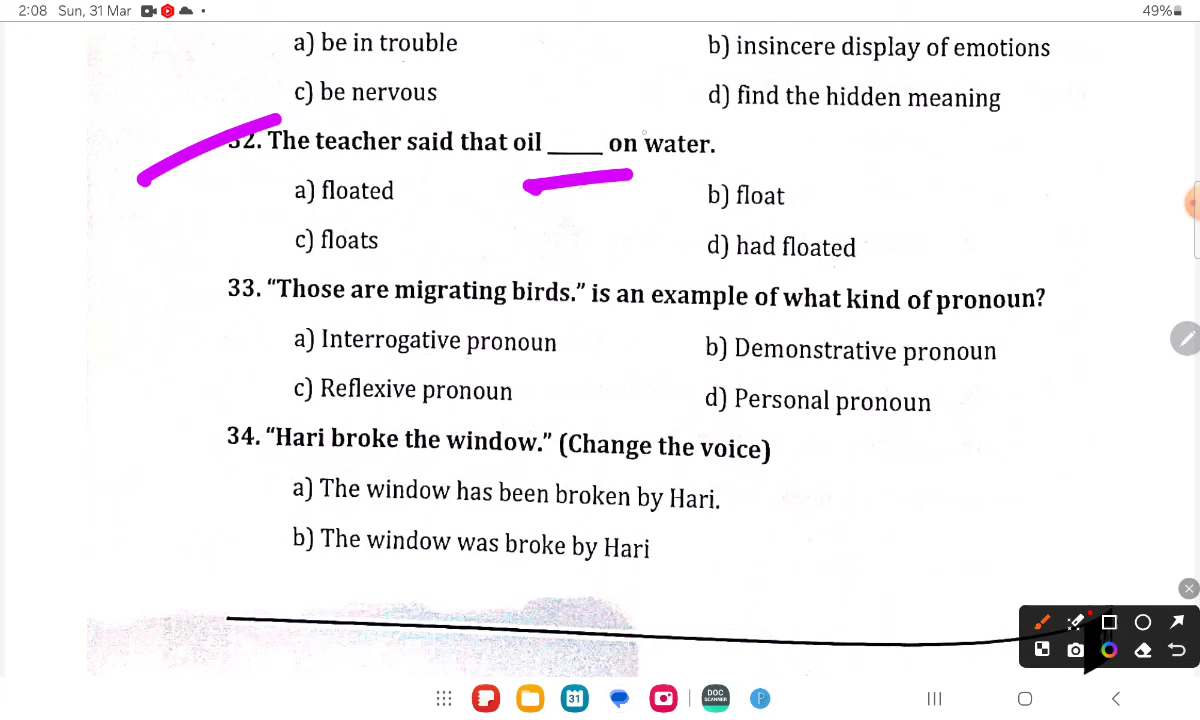 2:08 Sun, 31 Mar
49%
a) be in trouble
b) insincere display of emotions
c) be nervous
d) find the hidden meaning
32. The teacher said that oil _____ on water.
a) floated
b) float
c) floats
d) had floated
33. “Those are migrating birds.” is an example of what kind of pronoun?
a) Interrogative pronoun
b) Demonstrative pronoun
c) Reflexive pronoun
d) Personal pronoun
34. “Hari broke the window.” (Change the voice)
a) The window has been broken by Hari.
b) The window was broke by Hari
31
DOC
SCANNER
P